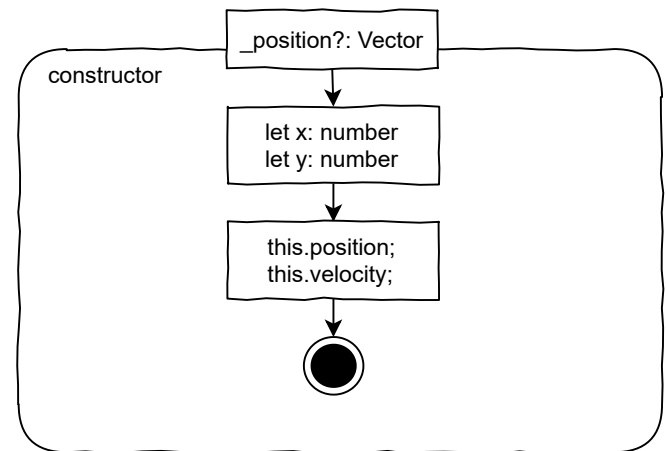 _position?: Vector
constructor
let x: number
let y: number
this.position;
this.velocity;